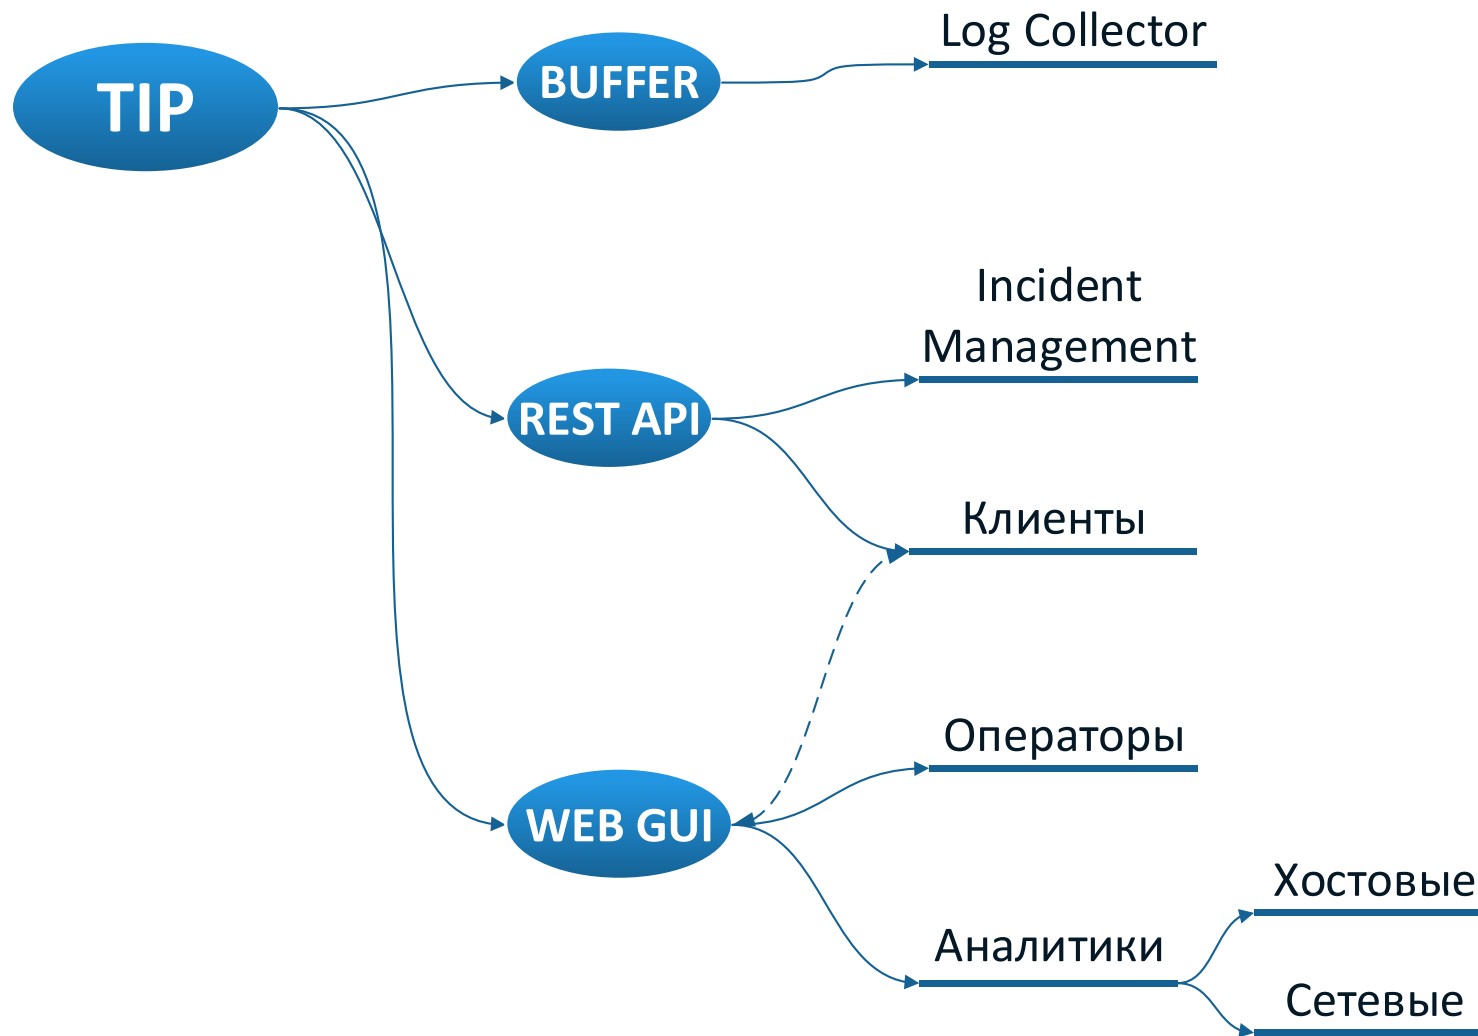 TIP
BUFFER
Log Collector
REST API
Incident
Management
Клиенты
WEB GUI
Операторы
Аналитики
Хостовые
Сетевые